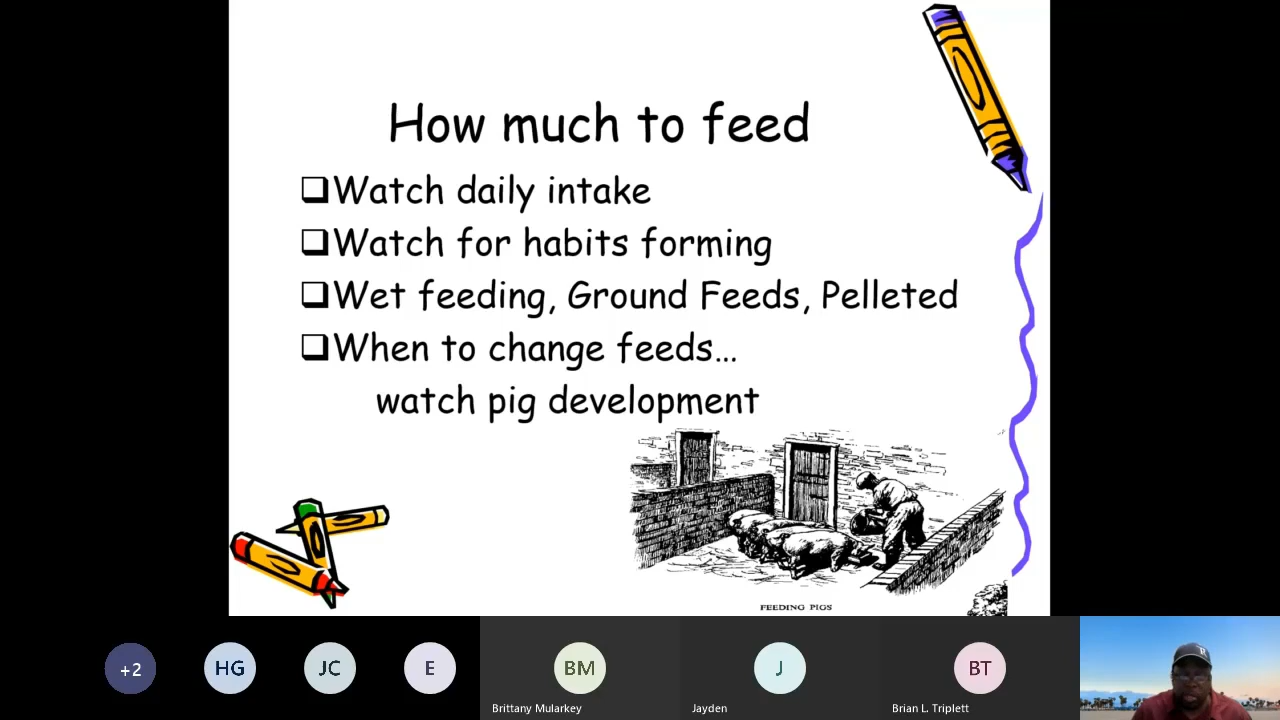 How much to feed
❑Watch daily intake
❑Watch for habits forming
❑Wet feeding, Ground Feeds, Pelleted
❑When to change feeds…
watch pig development
FEEDING PIGS
+2
HG
JC
E
BM
J
BT
Brittany Mularkey
Jayden
Brian L. Triplett